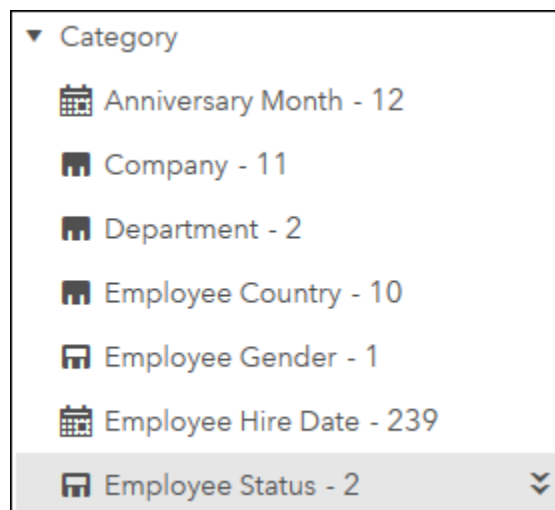 Category
Anniversary Month - 12
Company - 11
Department - 2
Employee Country - 10
Employee Gender - 1
Employee Hire Date - 239
Employee Status - 2